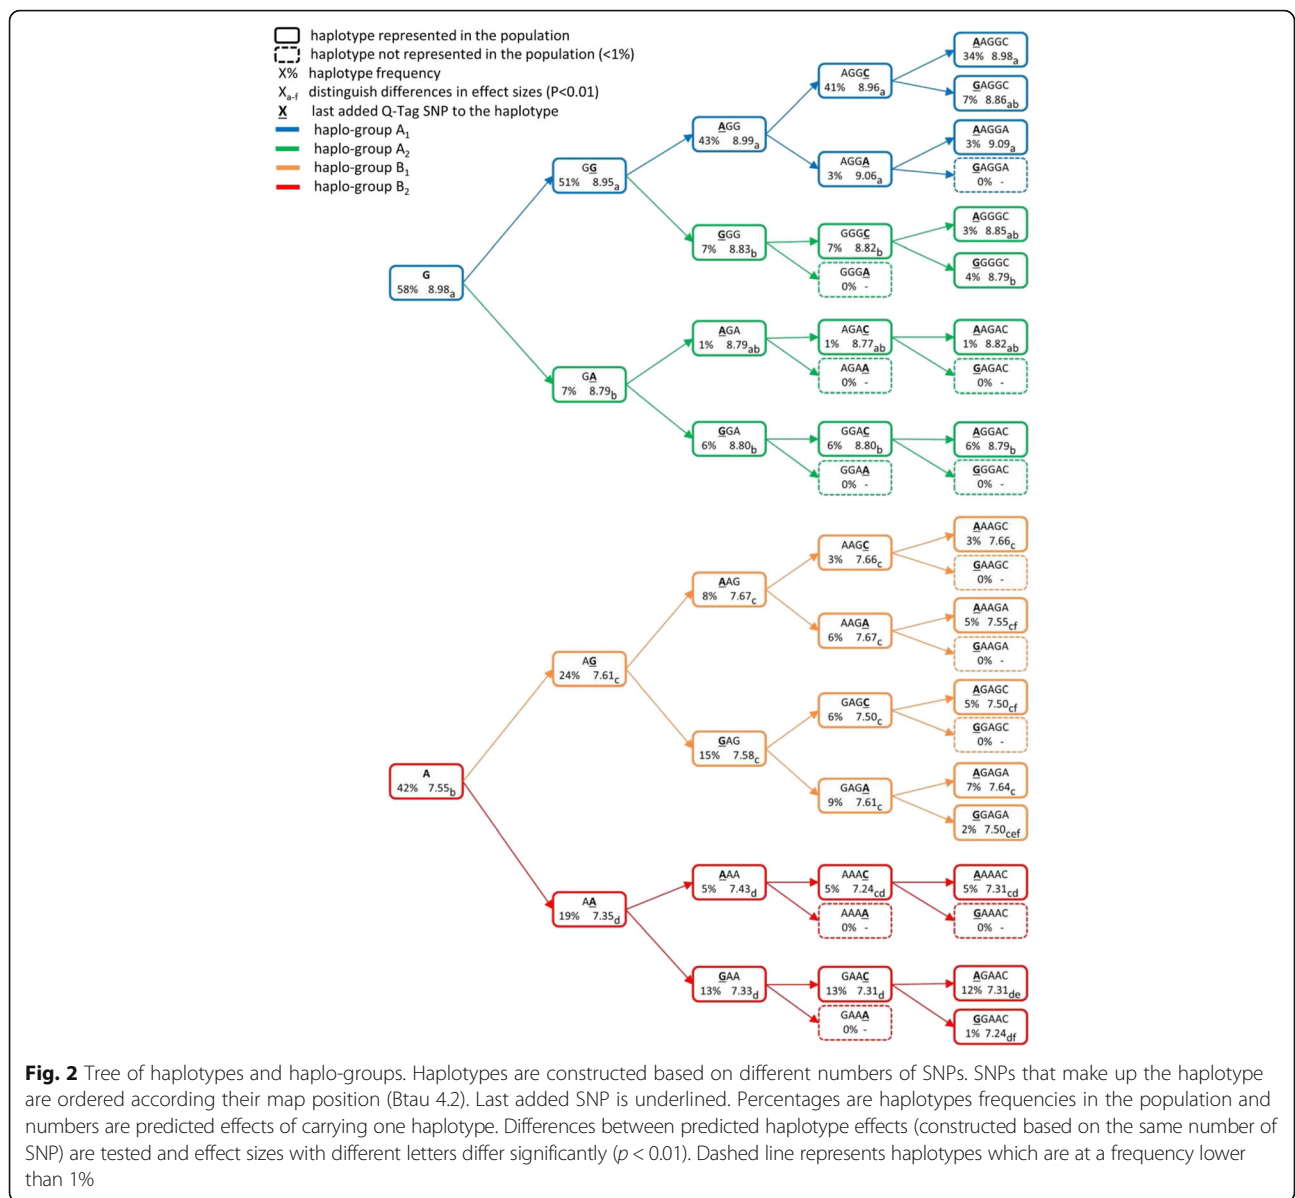 haplotype represented in the population
haplotype not represented in the population (<1%)
X% haplotype frequency
Xa-f distinguish differences in effect sizes (P<0.01)
X last added Q-Tag SNP to the haplotype
haplo-group A1
haplo-group A2
haplo-group B1
haplo-group B2
G
58% 8.98a
GG
51% 8.95a
GA
7% 8.79b
AGG
43% 8.99a
GGG
7% 8.83b
AGA
1% 8.79ab
GGA
6% 8.80b
AGGC
41% 8.96a
AGGA
3% 9.06a
GGGC
7% 8.82b
GGGA
0% -
AGAC
1% 8.77ab
AGAA
0% -
GGAC
6% 8.80b
GGAA
0% -
AAGGC
34% 8.98a
GAGGC
7% 8.86ab
AAGGA
3% 9.09a
GAGGA
0% -
AGGGC
3% 8.85ab
GGGGC
4% 8.79b
AAGAC
1% 8.82ab
GAGAC
0% -
AGGAC
6% 8.79b
GGGAC
0% -
A
42% 7.55b
AG
24% 7.61c
AA
19% 7.35d
AAG
8% 7.67c
GAG
15% 7.58c
AAA
5% 7.43d
GAA
13% 7.33d
AAGC
3% 7.66c
AAGA
6% 7.67c
GAGC
6% 7.50c
GAGA
9% 7.61c
AAAC
5% 7.24cd
AAAA
0% -
GAAC
13% 7.31d
GAAA
0% -
AAAGC
3% 7.66c
GAAGC
0% -
AAAGA
5% 7.55cf
GAAGA
0% -
AGAGC
5% 7.50cf
GGAGC
0% -
AGAGA
7% 7.64c
GGAGA
2% 7.50cef
AAAAC
5% 7.31cd
GAAAC
0% -
AGAAC
12% 7.31de
GGAAC
1% 7.24df
Fig. 2 Tree of haplotypes and haplo-groups. Haplotypes are constructed based on different numbers of SNPs. SNPs that make up the haplotype
are ordered according their map position (Btau 4.2). Last added SNP is underlined. Percentages are haplotypes frequencies in the population and
numbers are predicted effects of carrying one haplotype. Differences between predicted haplotype effects (constructed based on the same number of
SNP) are tested and effect sizes with different letters differ significantly (p < 0.01). Dashed line represents haplotypes which are at a frequency lower
than 1%